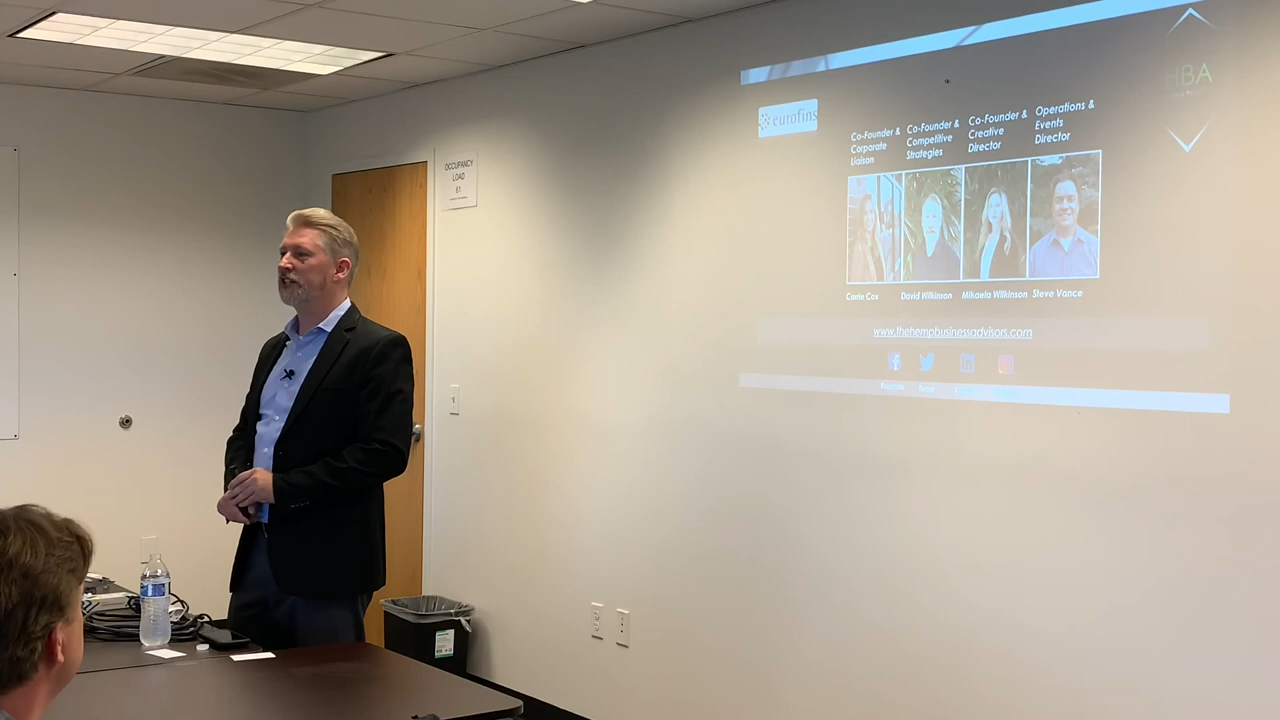 OCCUPANCY
LOAD
61
eurofins
HBA
Co-Founder &
Corporate
Liaison
Co-Founder &
Competitive
Strategies
Co-Founder &
Creative
Director
Operations &
Events
Director
Carrie Cox
David Wilkinson
Mikaela Wilkinson
Steve Vance
www.thehempbusinessadvisors.com